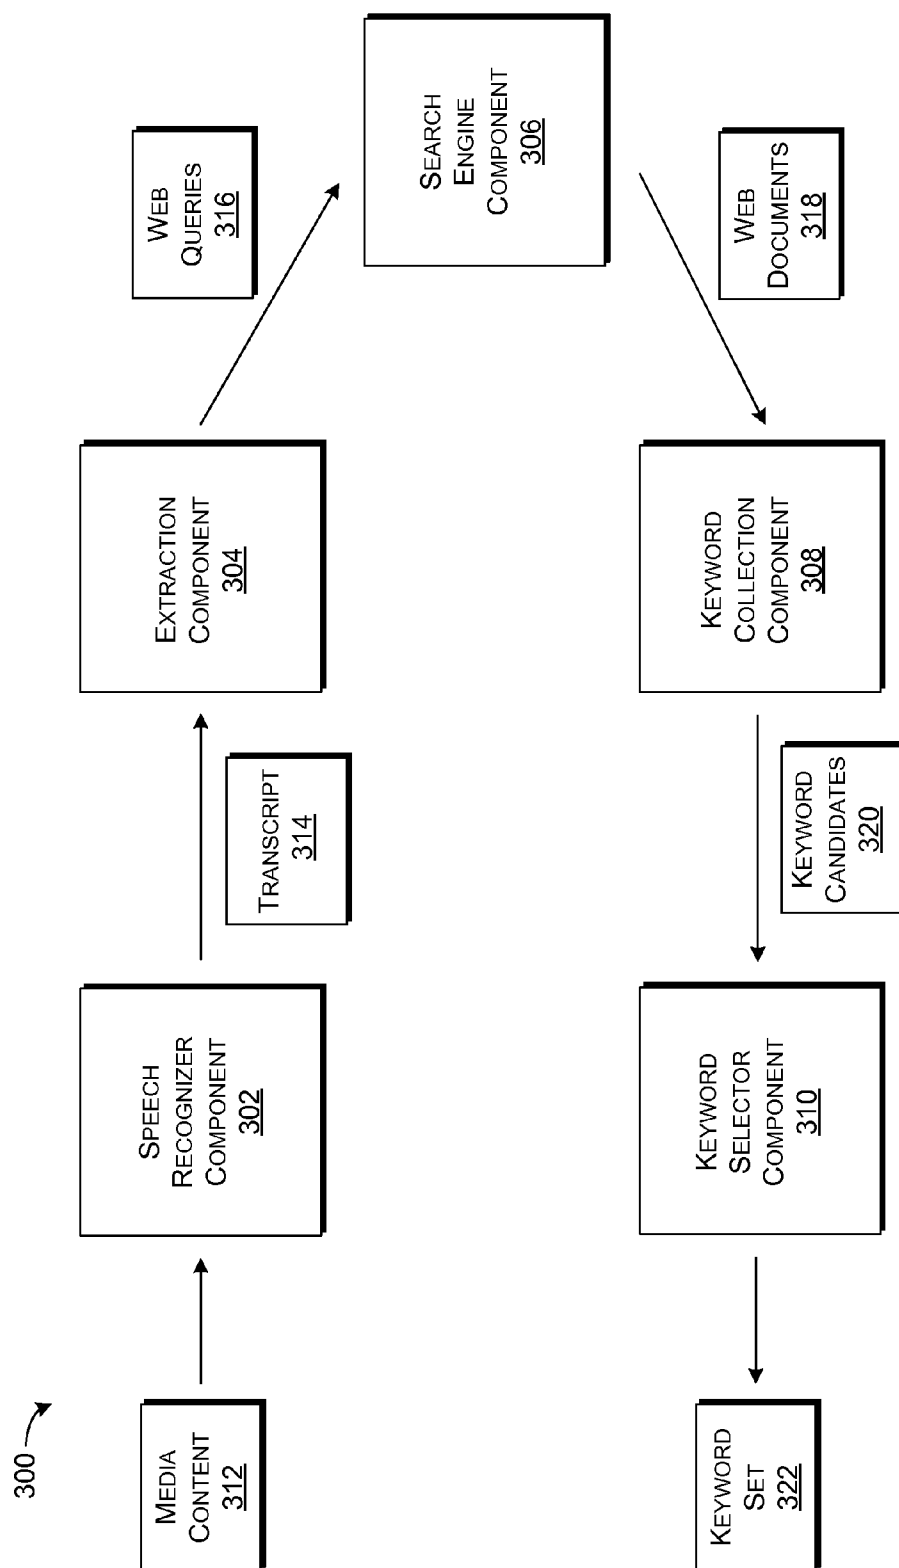 300
MEDIA
CONTENT
312
SPEECH
RECOGNIZER
COMPONENT
302
TRANSCRIPT
314
EXTRACTION
COMPONENT
304
WEB
QUERIES
316
SEARCH
ENGINE
COMPONENT
306
WEB
DOCUMENTS
318
KEYWORD
COLLECTION
COMPONENT
308
KEYWORD
CANDIDATES
320
KEYWORD
SELECTOR
COMPONENT
310
KEYWORD
SET
322